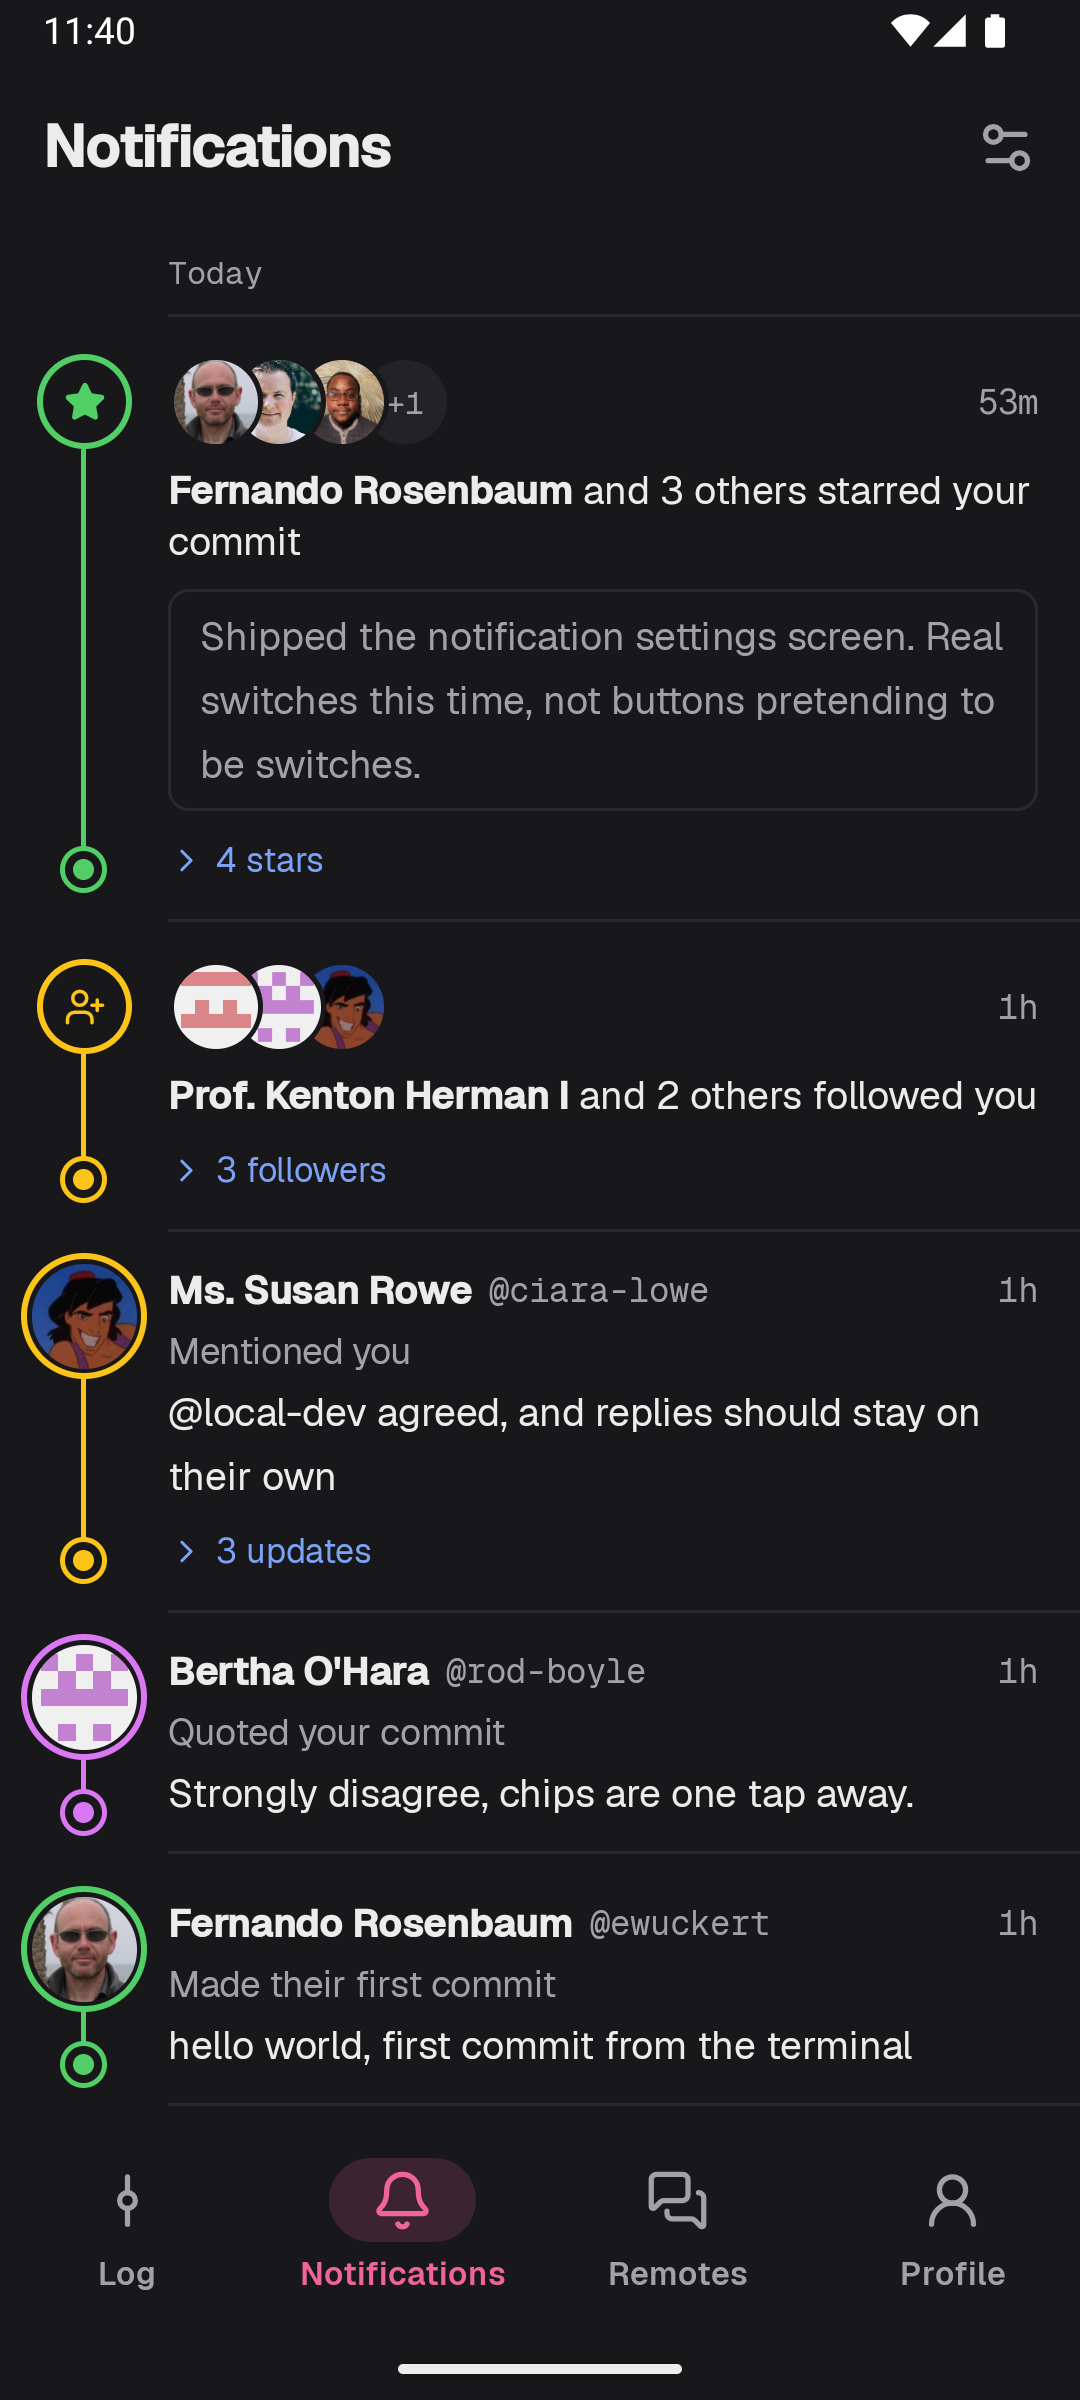 11:40
Notifications
Today
+1
53m
Fernando Rosenbaum and 3 others starred your
commit
Shipped the notification settings screen. Real
switches this time, not buttons pretending to
be switches.
4 stars
1h
Prof. Kenton Herman I and 2 others followed you
3 followers
Ms. Susan Rowe @ciara-lowe 1h
Mentioned you
@local-dev agreed, and replies should stay on
their own
3 updates
Bertha O'Hara @rod-boyle 1h
Quoted your commit
Strongly disagree, chips are one tap away.
Fernando Rosenbaum @ewuckert 1h
Made their first commit
hello world, first commit from the terminal
Log Notifications Remotes Profile